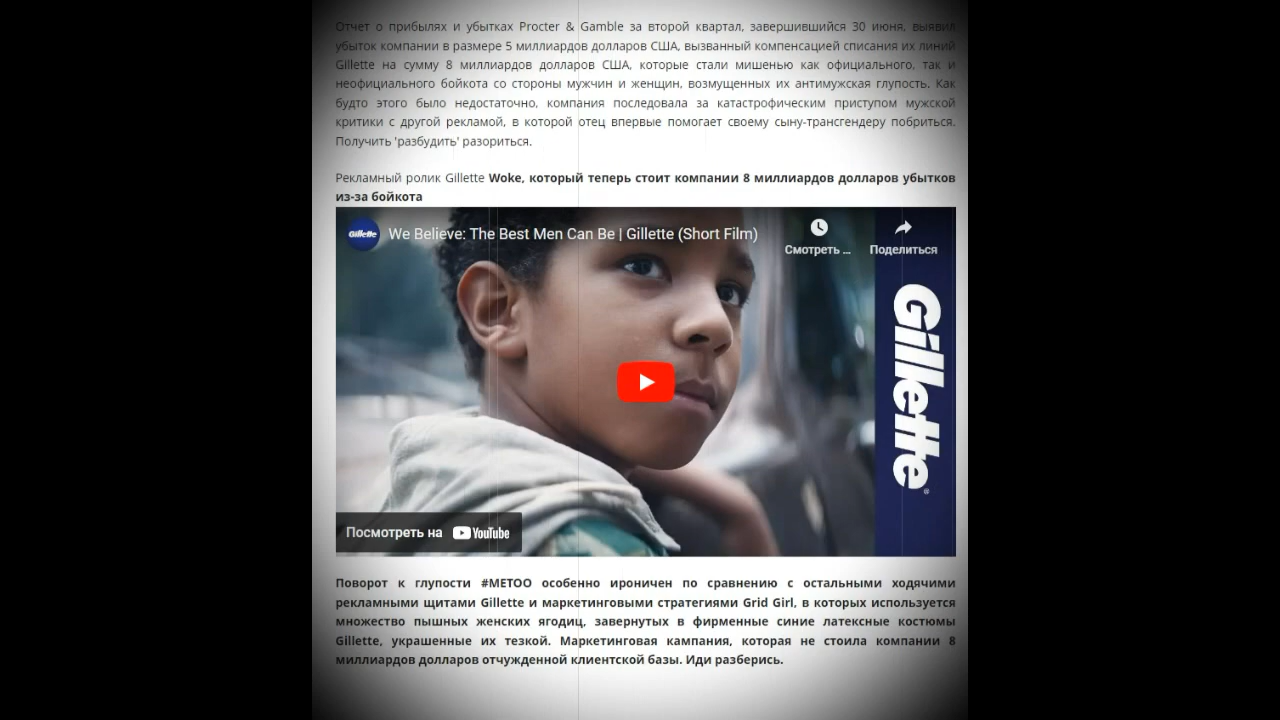 Отчет о прибылях и убытках Procter & Gamble за второй квартал, завершившийся 30 июня, выявил
убыток компании в размере 5 миллиардов долларов США, вызванный компенсацией списания их линий
Gillette на сумму 8 миллиардов долларов США, которые стали мишенью как официального, так и
неофициального бойкота со стороны мужчин и женщин, возмущенных их антимужская глупость. Как
будто этого было недостаточно, компания последовала за катастрофическим приступом мужской
критики с другой рекламой, в которой отец впервые помогает своему сыну-трансгендеру побриться.
Получить 'разбудить' разориться.
Рекламный ролик Gillette Woke, который теперь стоит компании 8 миллиардов долларов убытков
из-за бойкота
Gillette
We Believe: The Best Men Can Be | Gillette (Short Film)
Смотреть ...
Поделиться
Gillette®
Посмотреть на YouTube
Поворот к глупости #METOO особенно ироничен по сравнению с остальными ходячими
рекламными щитами Gillette и маркетинговыми стратегиями Grid Girl, в которых используется
множество пышных женских ягодиц, завернутых в фирменные синие латексные костюмы
Gillette, украшенные их тезкой. Маркетинговая кампания, которая не стоила компании 8
миллиардов долларов отчужденной клиентской базы. Иди разберись.